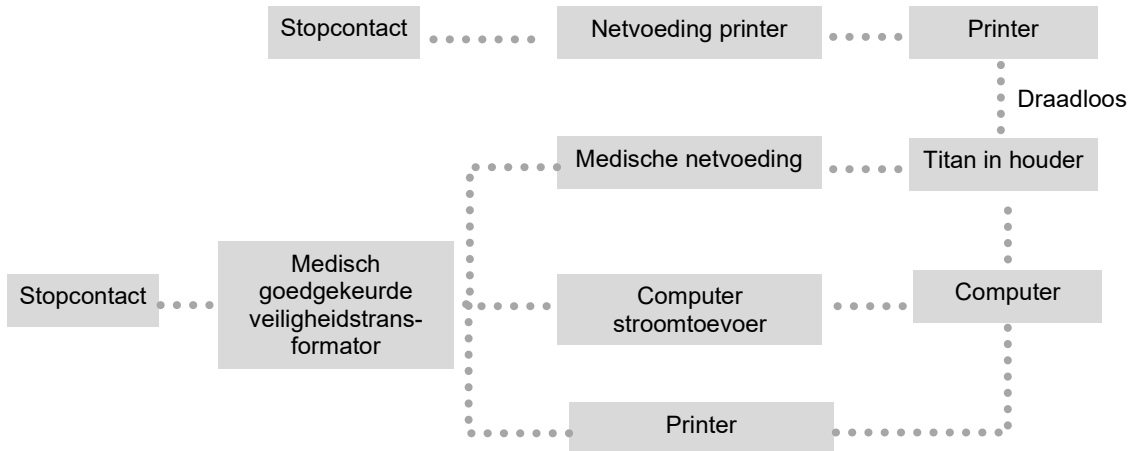 Stopcontact
Netvoeding printer
Printer
Draadloos
Medische netvoeding
Titan in houder
Stopcontact
Medisch
goedgekeurde
veiligheidstrans-
formator
Computer
stroomtoevoer
Computer
Printer